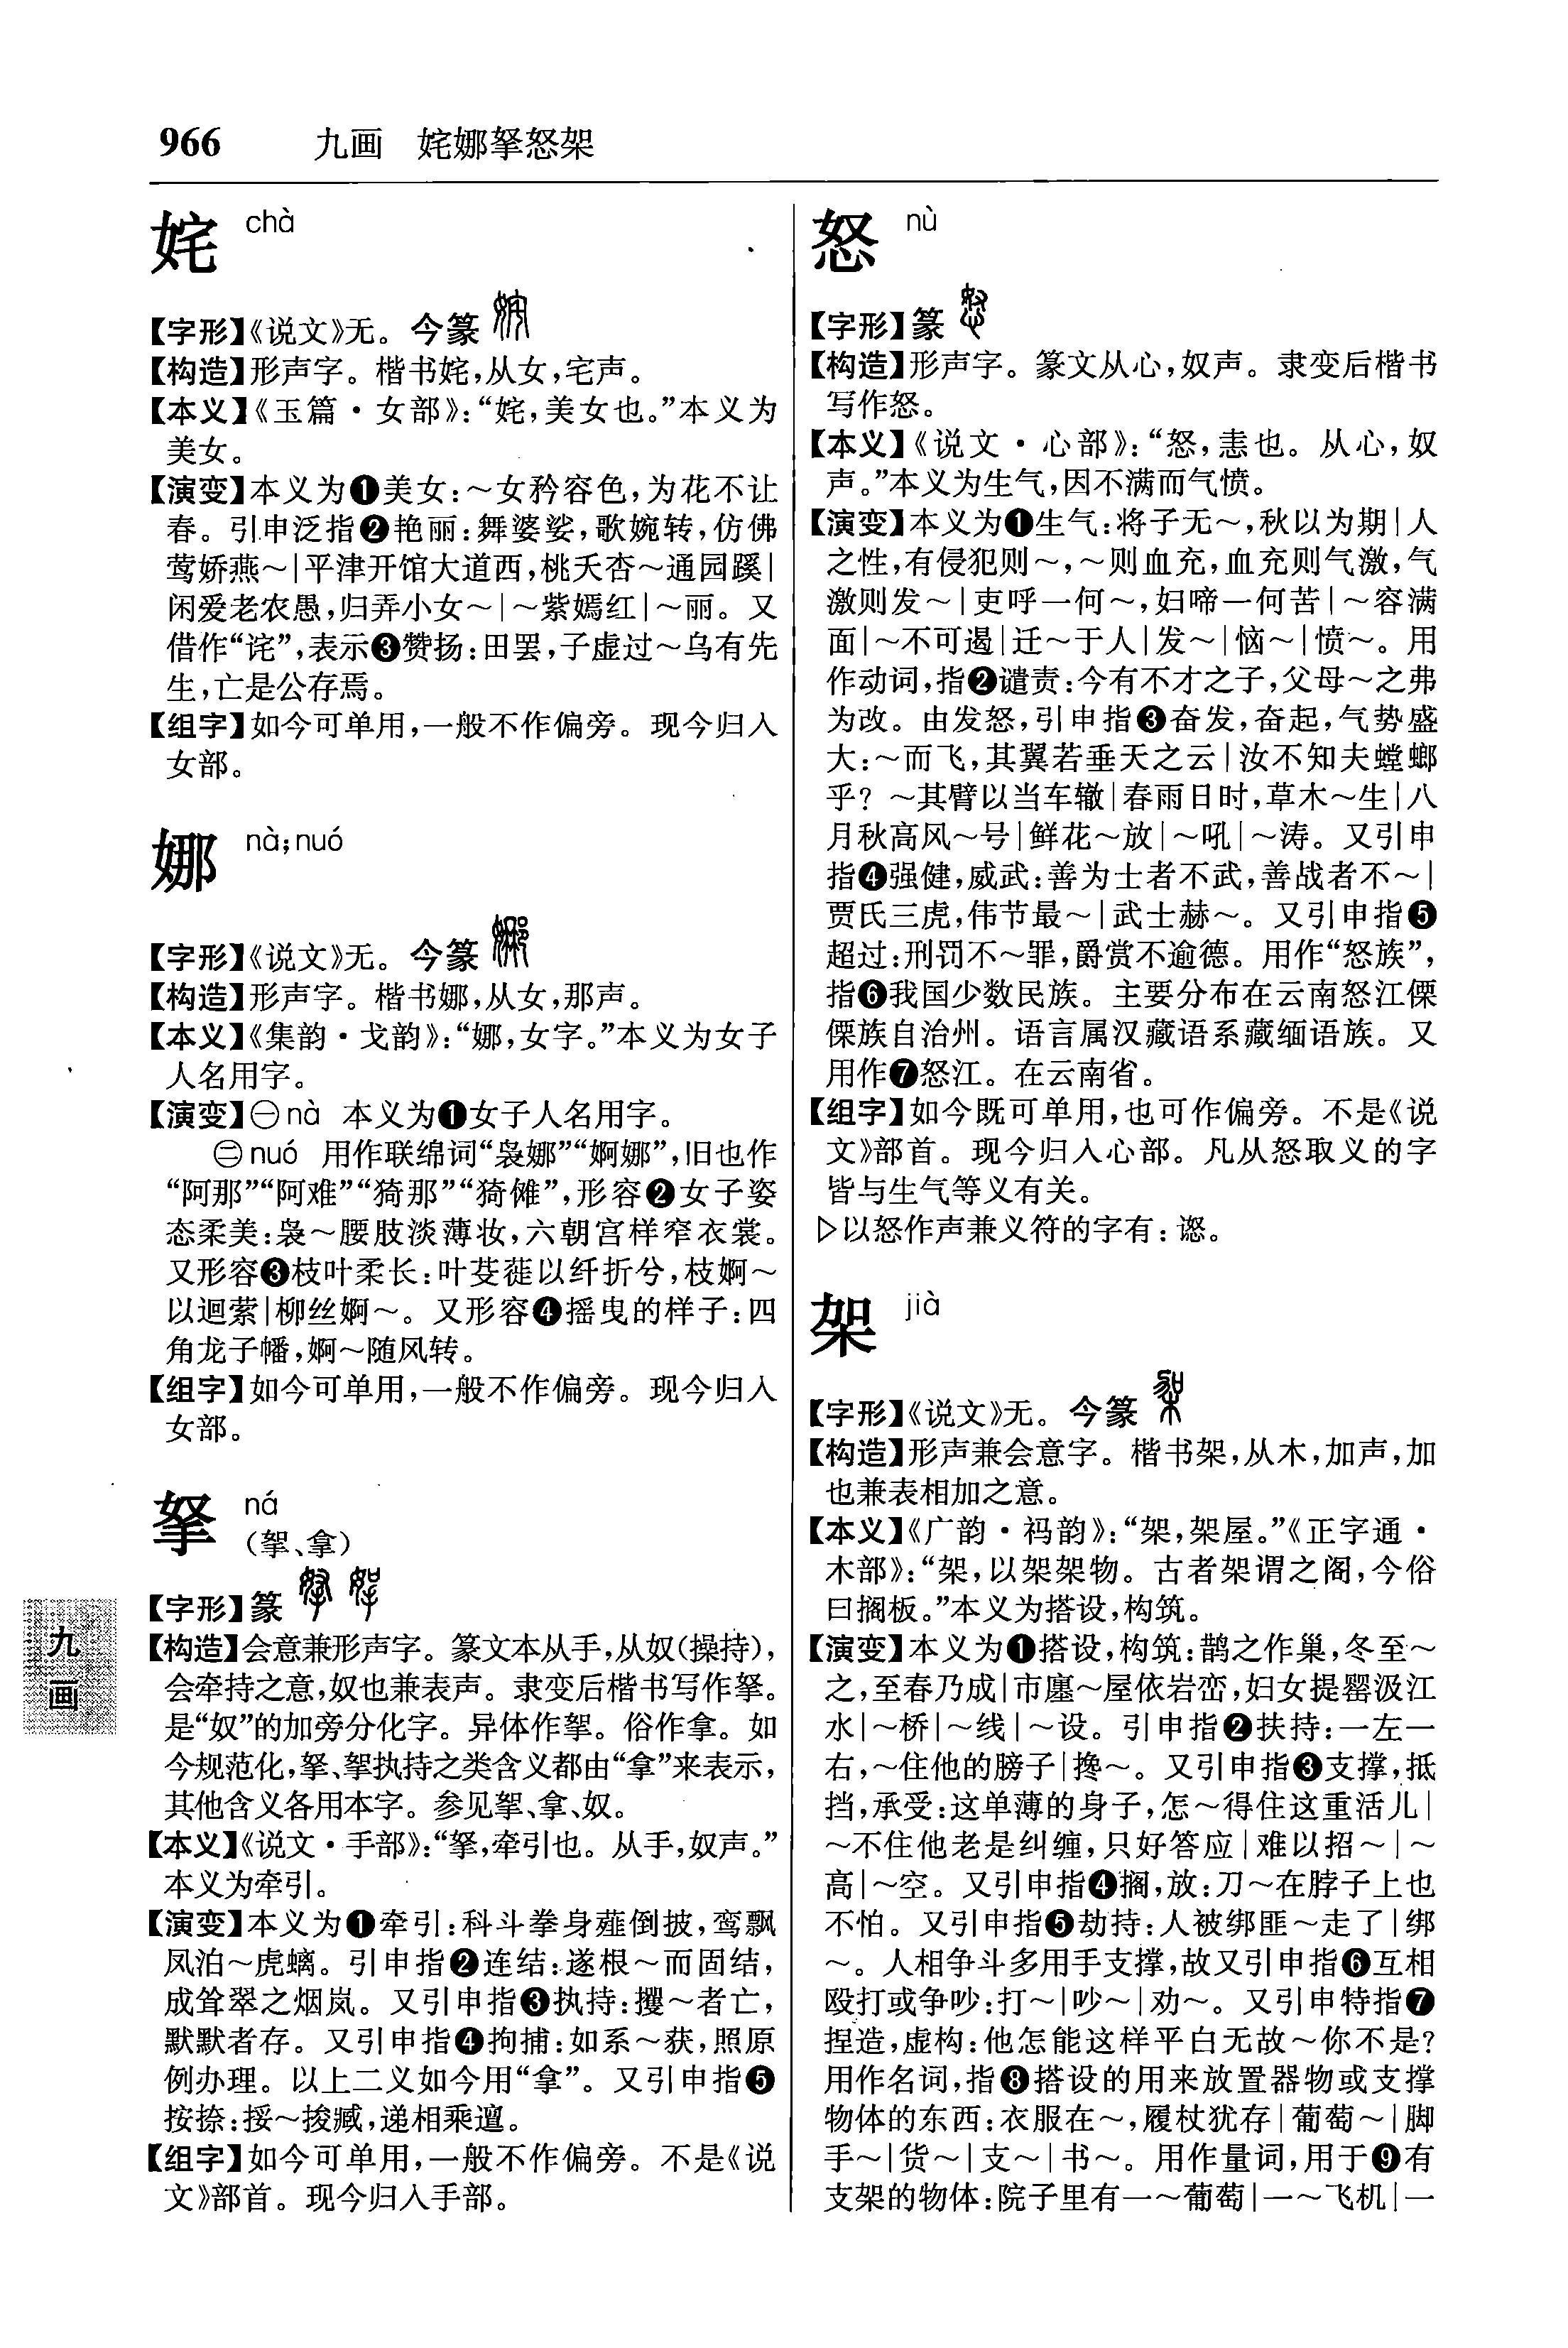 966 九画 姹娜拏怒架
姹 chà
【字形】《说文》无。今篆
【构造】形声字。楷书姹,从女,宅声。
【本义】《玉篇·女部》:“姹,美女也。”本义为
美女。
【演变】本义为❶美女:～女矜容色,为花不让
春。引申泛指❷艳丽:舞婆娑,歌婉转,仿佛
莺娇燕～|平津开馆大道西,桃夭杏～通园蹊|
闲爱老农愚,归弄小女～|～紫嫣红|～丽。又
借作“诧”,表示❸赞扬:田罢,子虚过～乌有先
生,亡是公存焉。
【组字】如今可单用,一般不作偏旁。现今归入
女部。
娜 nà;nuó
【字形】《说文》无。今篆
【构造】形声字。楷书娜,从女,那声。
【本义】《集韵·戈韵》:“娜,女字。”本义为女子
人名用字。
【演变】㊀nà 本义为❶女子人名用字。
㊁nuó 用作联绵词“袅娜”“婀娜”,旧也作
“阿那”“阿难”“猗那”“猗傩”,形容❷女子姿
态柔美:袅～腰肢淡薄妆,六朝宫样窄衣裳。
又形容❸枝叶柔长:叶芟蓰以纤折兮,枝婀～
以迴萦|柳丝婀～。又形容❹摇曳的样子:四
角龙子幡,婀～随风转。
【组字】如今可单用,一般不作偏旁。现今归入
女部。
拏 ná
(挐、拿)
【字形】篆
【构造】会意兼形声字。篆文本从手,从奴(操持),
会牵持之意,奴也兼表声。隶变后楷书写作拏。
是“奴”的加旁分化字。异体作挐。俗作拿。如
今规范化,拏、挐执持之类含义都由“拿”来表示,
其他含义各用本字。参见挐、拿、奴。
【本义】《说文·手部》:“拏,牵引也。从手,奴声。”
本义为牵引。
【演变】本义为❶牵引:科斗拳身薤倒披,鸾飘
凤泊～虎螭。引申指❷连结:遂根～而固结,
成耸翠之烟岚。又引申指❸执持:攫～者亡,
默默者存。又引申指❹拘捕:如系～获,照原
例办理。以上二义如今用“拿”。又引申指❺
按捺:挼～捘臧,递相乘邅。
【组字】如今可单用,一般不作偏旁。不是《说
文》部首。现今归入手部。
九画
怒 nù
【字形】篆
【构造】形声字。篆文从心,奴声。隶变后楷书
写作怒。
【本义】《说文·心部》:“怒,恚也。从心,奴
声。”本义为生气,因不满而气愤。
【演变】本义为❶生气:将子无～,秋以为期|人
之性,有侵犯则～,～则血充,血充则气激,气
激则发～|吏呼一何～,妇啼一何苦|～容满
面|～不可遏|迁～于人|发～|恼～|愤～。用
作动词,指❷谴责:今有不才之子,父母～之弗
为改。由发怒,引申指❸奋发,奋起,气势盛
大:～而飞,其翼若垂天之云|汝不知夫螳螂
乎?～其臂以当车辙|春雨日时,草木～生|八
月秋高风～号|鲜花～放|～吼|～涛。又引申
指❹强健,威武:善为士者不武,善战者不～|
贾氏三虎,伟节最～|武士赫～。又引申指❺
超过:刑罚不～罪,爵赏不逾德。用作“怒族”,
指❻我国少数民族。主要分布在云南怒江傈
傈族自治州。语言属汉藏语系藏缅语族。又
用作❼怒江。在云南省。
【组字】如今既可单用,也可作偏旁。不是《说
文》部首。现今归入心部。凡从怒取义的字
皆与生气等义有关。
▷以怒作声兼义符的字有:㦶。
架 jià
【字形】《说文》无。今篆
【构造】形声兼会意字。楷书架,从木,加声,加
也兼表相加之意。
【本义】《广韵·祃韵》:“架,架屋。”《正字通·
木部》:“架,以架架物。古者架谓之阁,今俗
曰搁板。”本义为搭设,构筑。
【演变】本义为❶搭设,构筑:鹊之作巢,冬至～
之,至春乃成|市廛～屋依岩峦,妇女提罂汲江
水|～桥|～线|～设。引申指❷扶持:一左一
右,～住他的膀子|搀～。又引申指❸支撑,抵
挡,承受:这单薄的身子,怎～得住这重活儿|
～不住他老是纠缠,只好答应|难以招～|～
高|～空。又引申指❹搁,放:刀～在脖子上也
不怕。又引申指❺劫持:人被绑匪～走了|绑
～。人相争斗多用手支撑,故又引申指❻互相
殴打或争吵:打～|吵～|劝～。又引申特指❼
捏造,虚构:他怎能这样平白无故～你不是?
用作名词,指❽搭设的用来放置器物或支撑
物体的东西:衣服在～,履杖犹存|葡萄～|脚
手～|货～|支～|书～。用作量词,用于❾有
支架的物体:院子里有一～葡萄|一～飞机|一